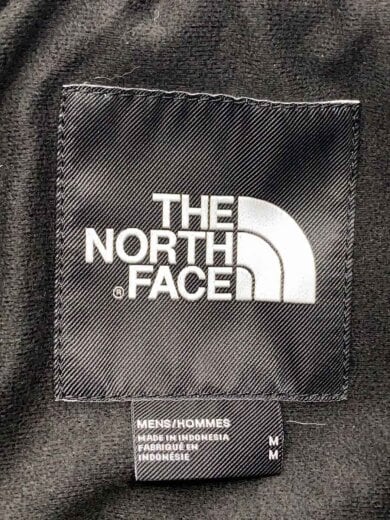 THE
NORTH
® FACE
MENS/HOMMES
MADE IN INDONESIA M
FABRIQUÉ EN M
INDONÉSIE